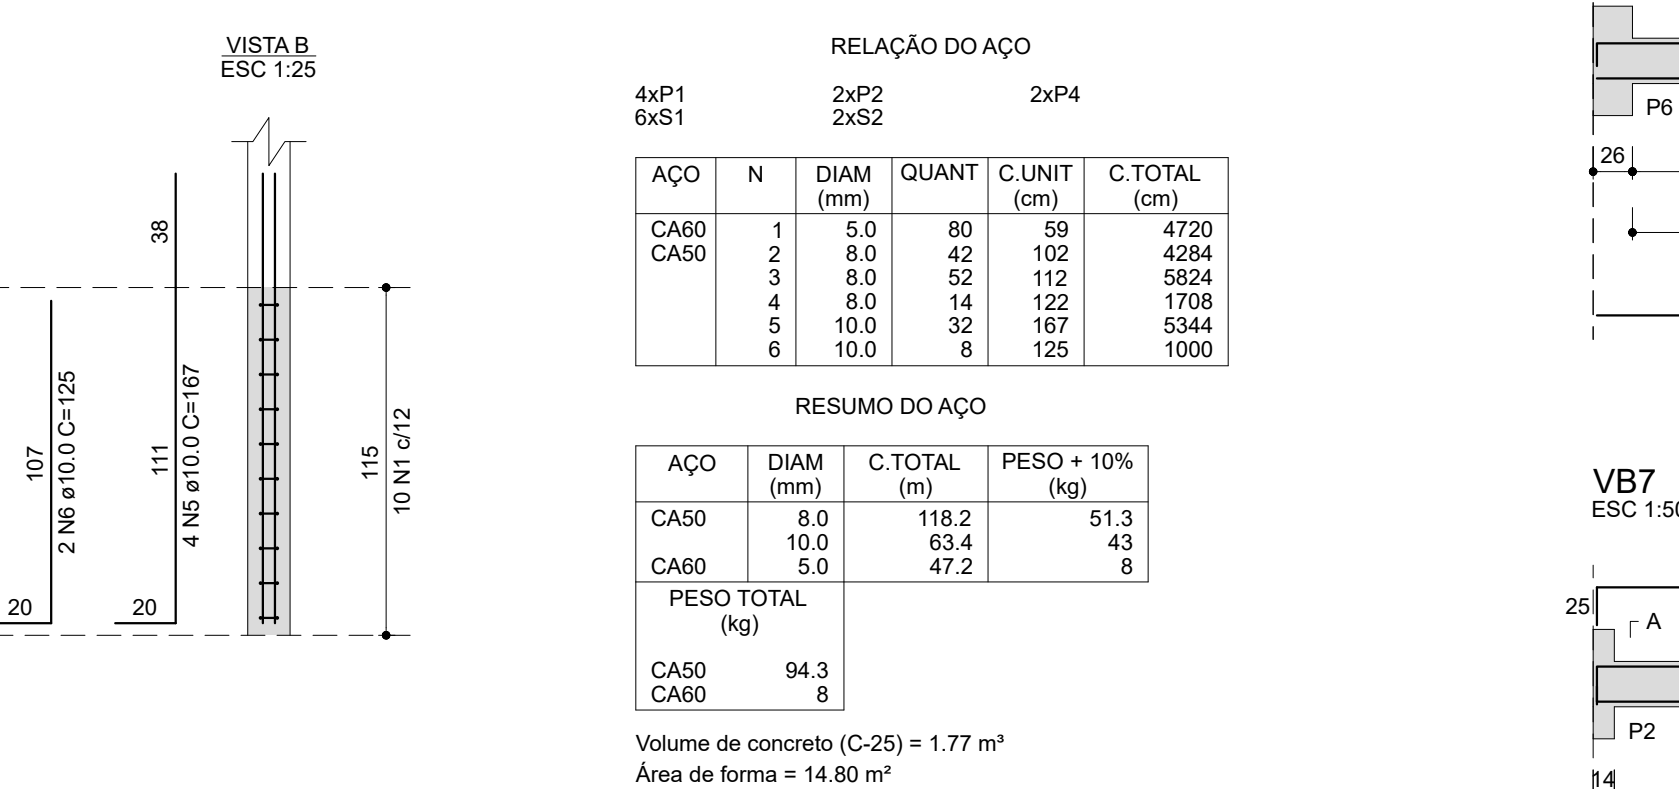 VISTA B
ESC 1:25
38
107
2 N6 ø10.0 C=125
20
111
4 N5 ø10.0 C=167
20
115
10 N1 c/12
RELAÇÃO DO AÇO
4xP1 2xP2 2xP4
6xS1 2xS2
AÇO N DIAM QUANT C.UNIT C.TOTAL
(mm) (cm) (cm)
CA60 1 5.0 80 59 4720
CA50 2 8.0 42 102 4284
3 8.0 52 112 5824
4 8.0 14 122 1708
5 10.0 32 167 5344
6 10.0 8 125 1000
RESUMO DO AÇO
AÇO DIAM C.TOTAL PESO + 10%
(mm) (m) (kg)
CA50 8.0 118.2 51.3
10.0 63.4 43
CA60 5.0 47.2 8
PESO TOTAL
(kg)
CA50 94.3
CA60 8
Volume de concreto (C-25) = 1.77 m³
Área de forma = 14.80 m²
P6
26
VB7
ESC 1:50
25
A
P2
14